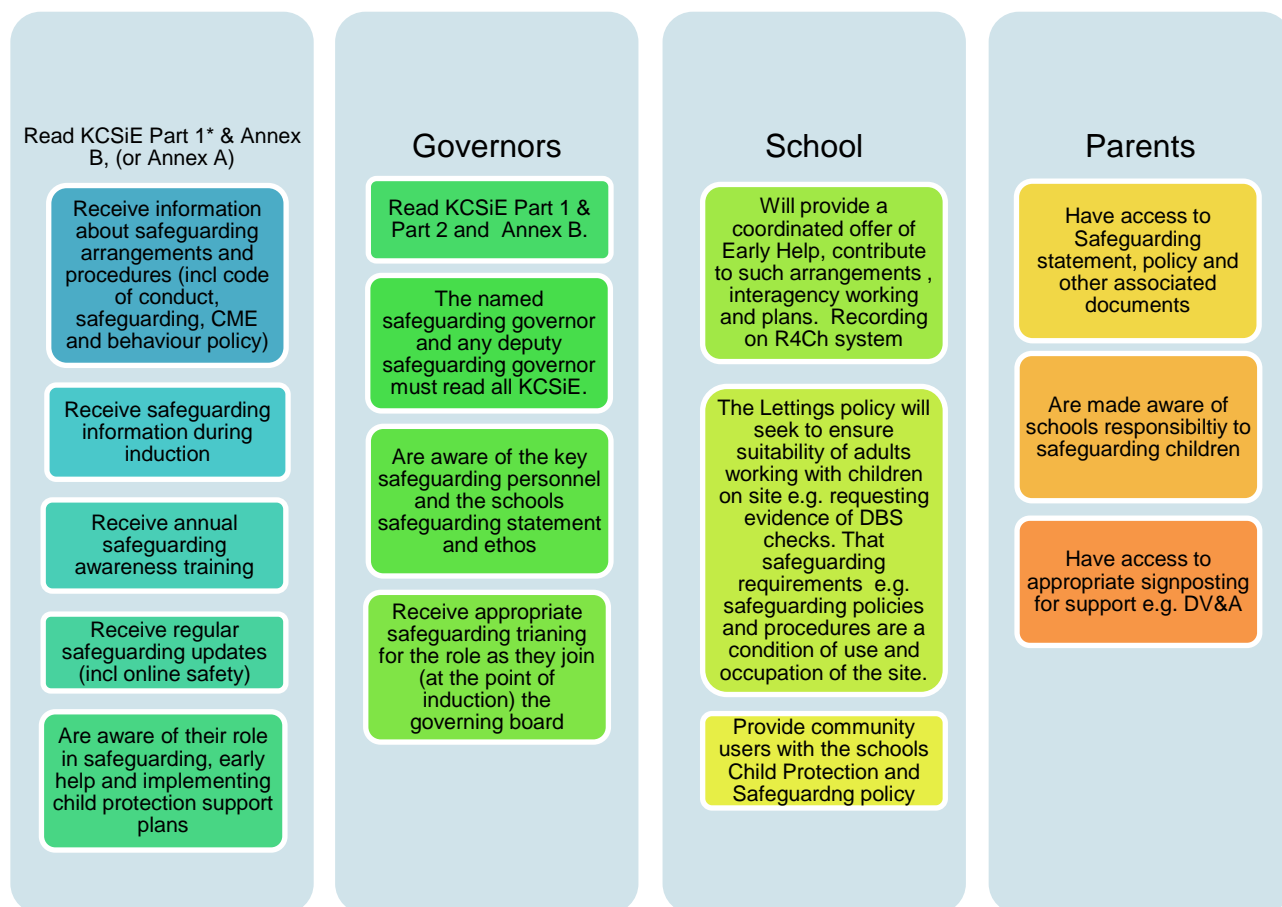 Read KCSiE Part 1* & Annex
B, (or Annex A)
Receive information
about safeguarding
arrangements and
procedures (incl code
of conduct,
safeguarding, CME
and behaviour policy)
Receive safeguarding
information during
induction
Receive annual
safeguarding
awareness training
Receive regular
safeguarding updates
(incl online safety)
Are aware of their role
in safeguarding, early
help and implementing
child protection support
plans
Governors
Read KCSiE Part 1 &
Part 2 and  Annex B.
The named
safeguarding governor
and any deputy
safeguarding governor
must read all KCSiE.
Are aware of the key
safeguarding personnel
and the schools
safeguarding statement
and ethos
Receive appropriate
safeguarding trianing
for the role as they join
(at the point of
induction) the
governing board
School
Will provide a
coordinated offer of
Early Help, contribute
to such arrangements ,
interagency working
and plans.  Recording
on R4Ch system
The Lettings policy will
seek to ensure
suitability of adults
working with children
on site e.g. requesting
evidence of DBS
checks. That
safeguarding
requirements  e.g.
safeguarding policies
and procedures are a
condition of use and
occupation of the site.
Provide community
users with the schools
Child Protection and
Safeguardng policy
Parents
Have access to
Safeguarding
statement, policy and
other associated
documents
Are made aware of
schools responsibiltiy to
safeguarding children
Have access to
appropriate signposting
for support e.g. DV&A